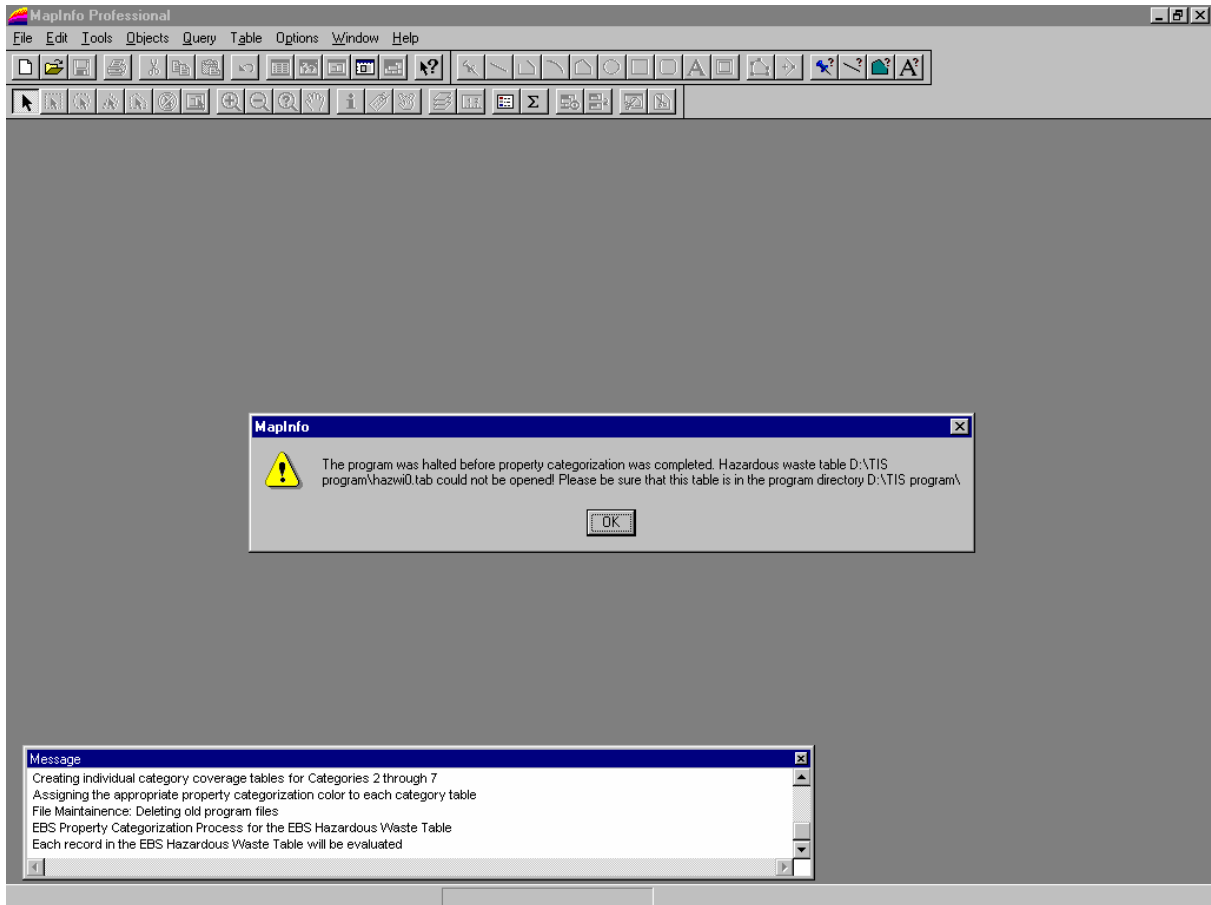 MapInfo Professional
File Edit Tools Objects Query Table Options Window Help
MapInfo
The program was halted before property categorization was completed. Hazardous waste table D:\TIS
program\hazwi0.tab could not be opened! Please be sure that this table is in the program directory D:\TIS program\
OK
Message
Creating individual category coverage tables for Categories 2 through 7
Assigning the appropriate property categorization color to each category table
File Maintainence: Deleting old program files
EBS Property Categorization Process for the EBS Hazardous Waste Table
Each record in the EBS Hazardous Waste Table will be evaluated